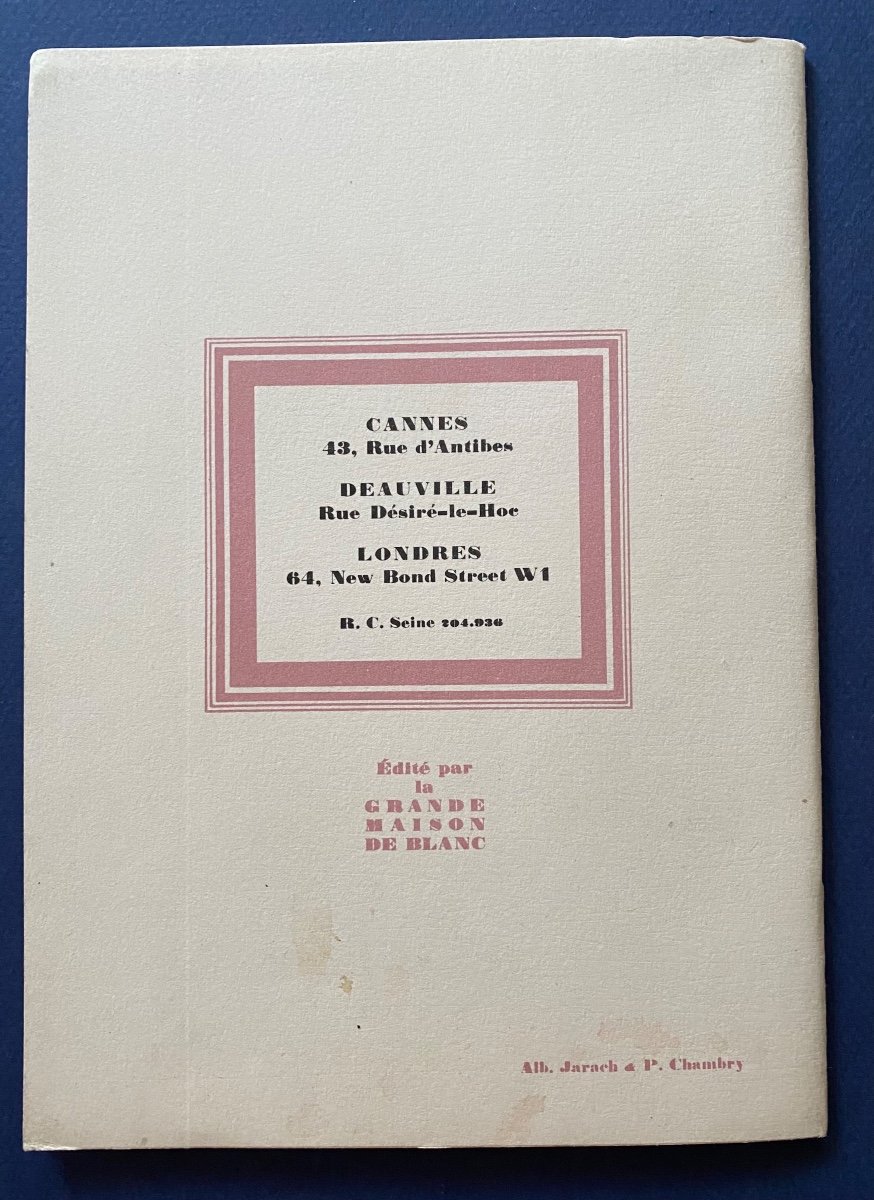 CANNES
43, Rue d'Antibes
DEAUVILLE
Rue Désiré-le-Hoc
LONDRES
64, New Bond Street W1
R. C. Seine 204.936
Édité par
la
GRANDE
MAISON
DE BLANC
Alb. Jarach & P. Chambry